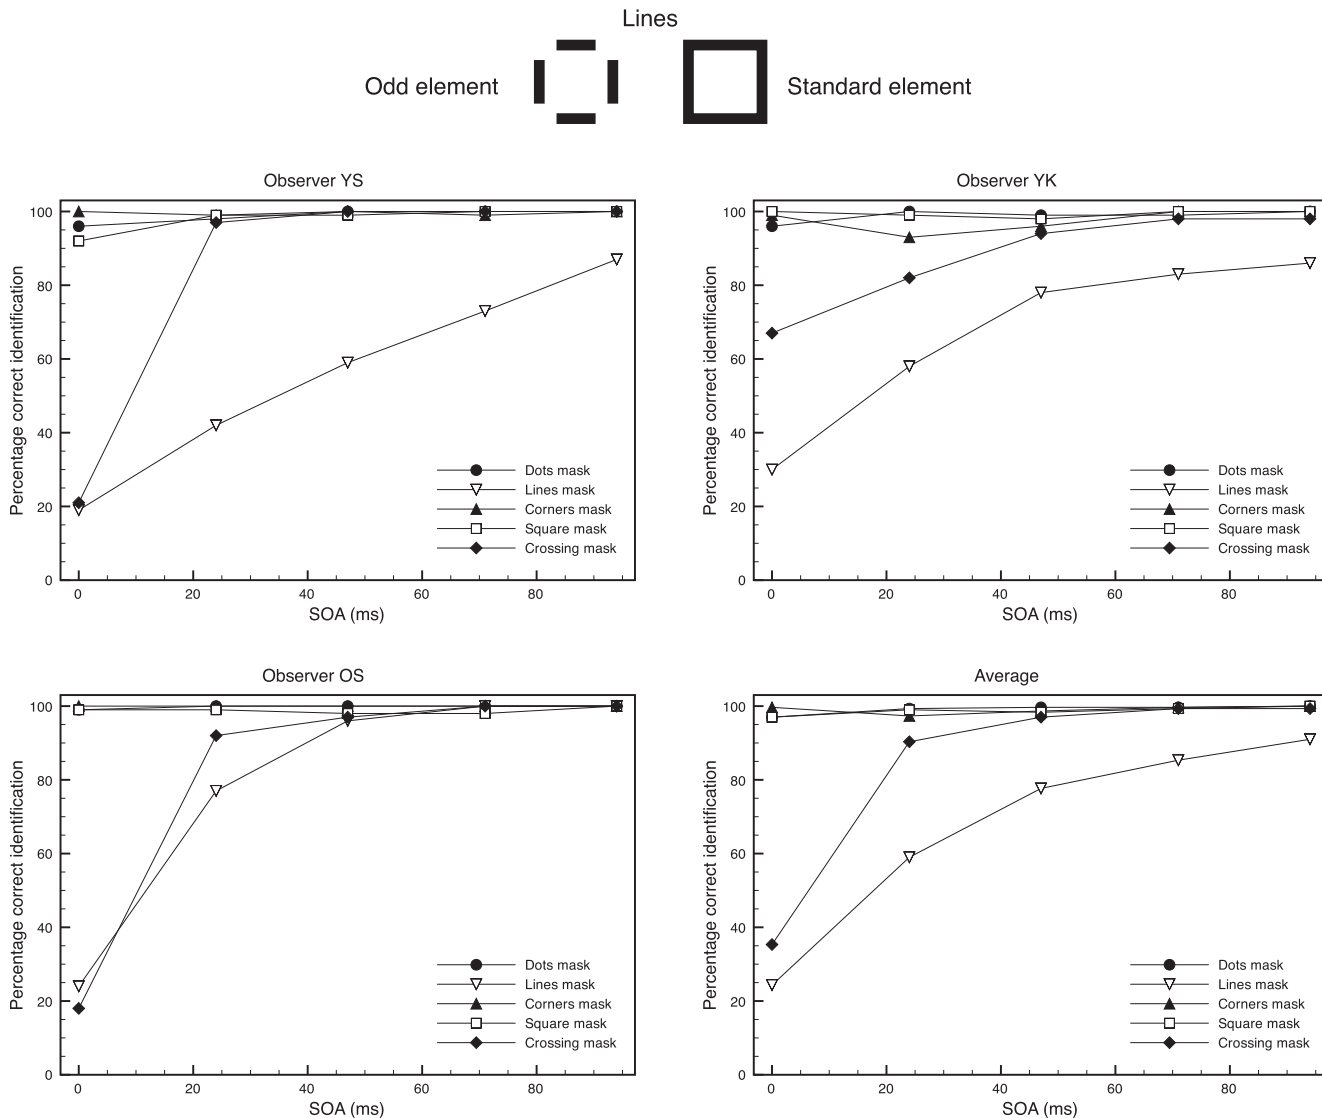 Lines
Odd element
Standard element
Observer YS
Percentage correct identification
100
80
60
40
20
0
Dots mask
Lines mask
Corners mask
Square mask
Crossing mask
0 20 40 60 80
SOA (ms)
Observer YK
Percentage correct identification
100
80
60
40
20
0
Dots mask
Lines mask
Corners mask
Square mask
Crossing mask
0 20 40 60 80
SOA (ms)
Observer OS
Percentage correct identification
100
80
60
40
20
0
Dots mask
Lines mask
Corners mask
Square mask
Crossing mask
0 20 40 60 80
SOA (ms)
Average
Percentage correct identification
100
80
60
40
20
0
Dots mask
Lines mask
Corners mask
Square mask
Crossing mask
0 20 40 60 80
SOA (ms)